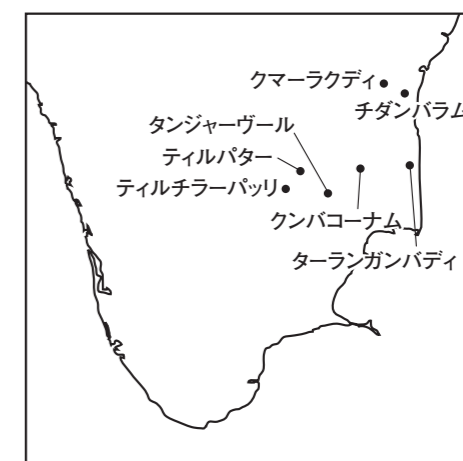 クマーラクディ
チダンバラム
タンジャーヴール
ティルパター
ティルチラーパッリ
クンバコーナム
ターランガンバディ